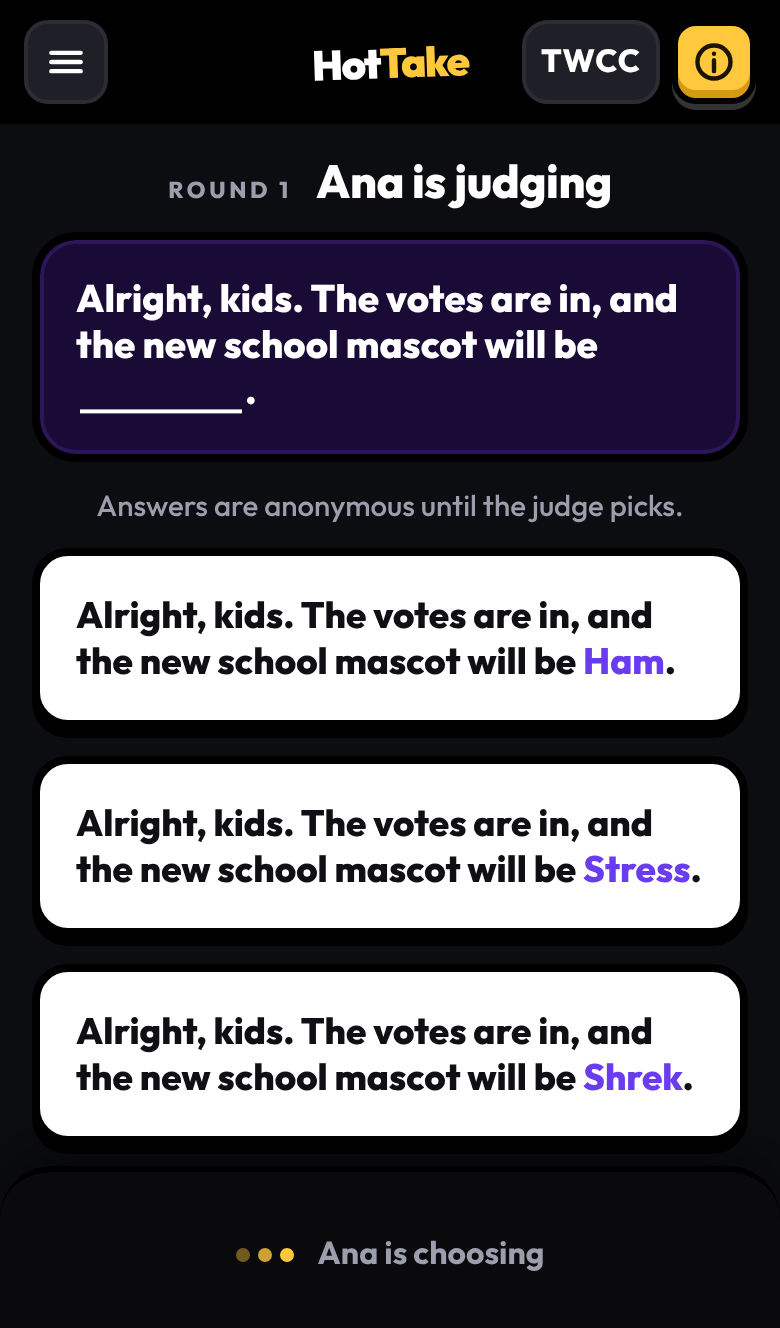 HotTake
TWCC
ROUND 1 Ana is judging
Alright, kids. The votes are in, and
the new school mascot will be
__________.
Answers are anonymous until the judge picks.
Alright, kids. The votes are in, and
the new school mascot will be Ham.
Alright, kids. The votes are in, and
the new school mascot will be Stress.
Alright, kids. The votes are in, and
the new school mascot will be Shrek.
Ana is choosing